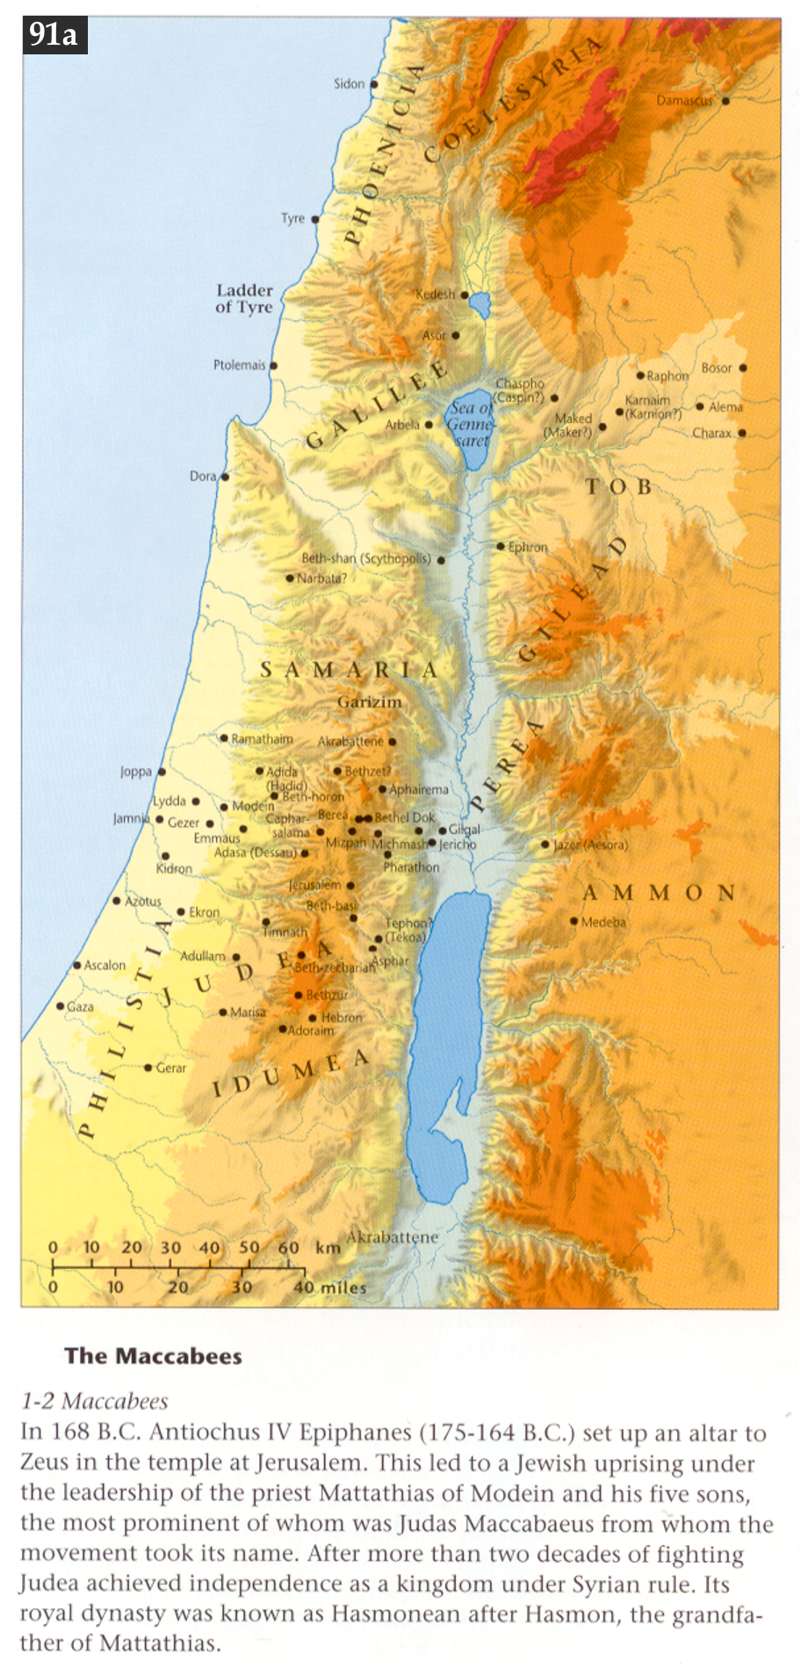 91a
Sidon
PHOENICIA
COELESYRIA
Damascus
Tyre
Ladder
of Tyre
Kedesh
Asor
Ptolemais
GALILEE
Chaspho
(Caspin?)
Raphon
Bosor
Karnaim
(Karnion?)
Alema
Sea of
Genne-
saret
Arbela
Maked
(Maker?)
Charax
Dora
TOB
Beth-shan (Scythopolis)
Ephron
Narbata?
GILEAD
SAMARIA
Garizim
Ramathaim
Akrabattene
PEREA
Joppa
Adida
(Hadid)
Bethzet?
Beth-horon
Aphairema
Lydda
Modein
Jamnia
Gezer
Emmaus
Caphar-
salama
Berea
Bethel
Dok
Gilgal
Mizpah
Michmash
Jericho
Jazer (Aesora)
Adasa (Dessau)
Kidron
Pharathon
Jerusalem
AMMON
Azotus
Ekron
Beth-basi
Timnath
Tephon?
(Tekoa)
Medeba
Adullam
Beth-zechariah
Asphar
Ascalon
JUDEA
Gaza
PHILISTIA
Bethzur
Marisa
Hebron
Adoraim
Gerar
IDUMEA
Akrabattene
0 10 20 30 40 50 60 km
0 10 20 30 40 miles
The Maccabees
1-2 Maccabees
In 168 B.C. Antiochus IV Epiphanes (175-164 B.C.) set up an altar to
Zeus in the temple at Jerusalem. This led to a Jewish uprising under
the leadership of the priest Mattathias of Modein and his five sons,
the most prominent of whom was Judas Maccabaeus from whom the
movement took its name. After more than two decades of fighting
Judea achieved independence as a kingdom under Syrian rule. Its
royal dynasty was known as Hasmonean after Hasmon, the grandfa-
ther of Mattathias.